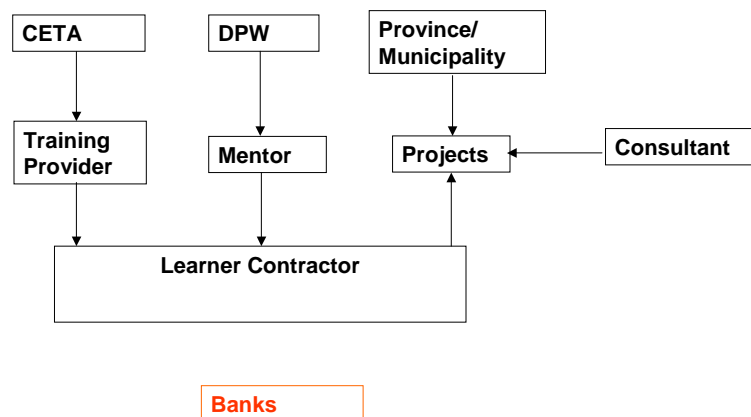 CETA
DPW
Province/
Municipality
Training
Provider
Mentor
Projects
Consultant
Learner Contractor
Banks